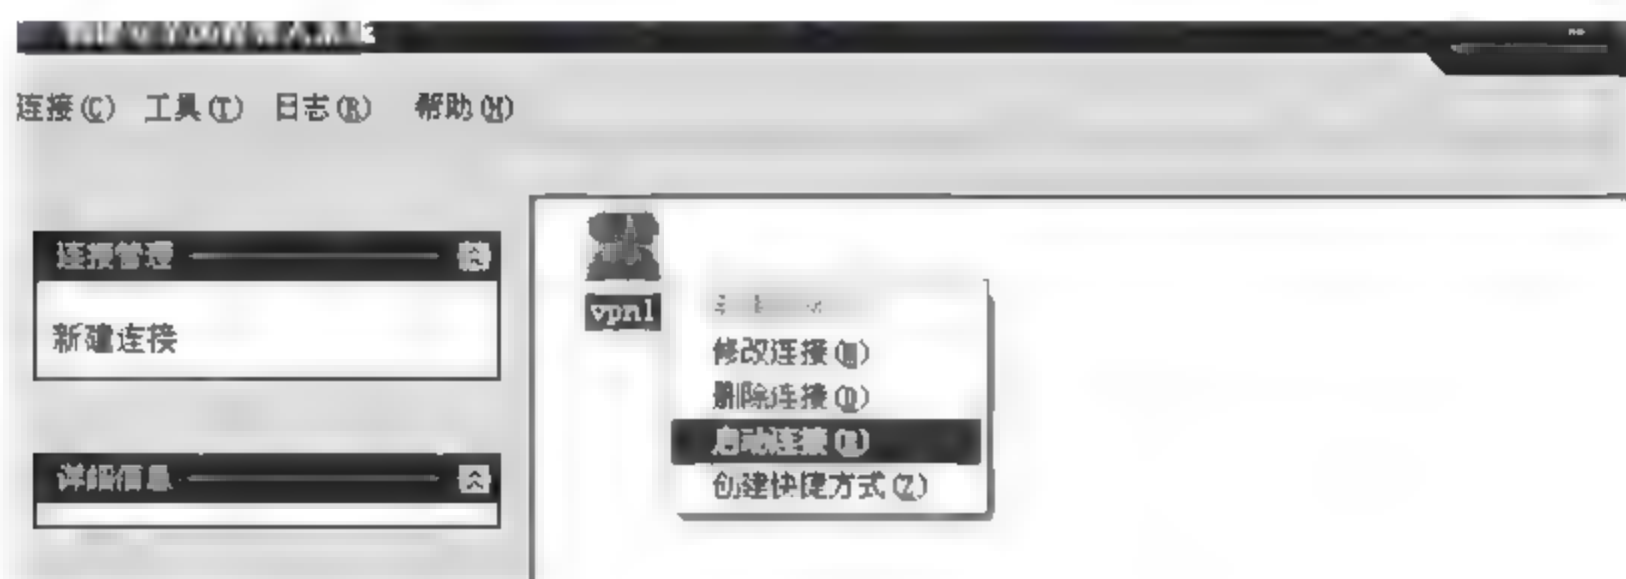 连接(C) 工具(T) 日志(R) 帮助(H)
连接管理
新建连接
详细信息
vpn1
修改连接(M)
删除连接(D)
启动连接(R)
创建快捷方式(Z)